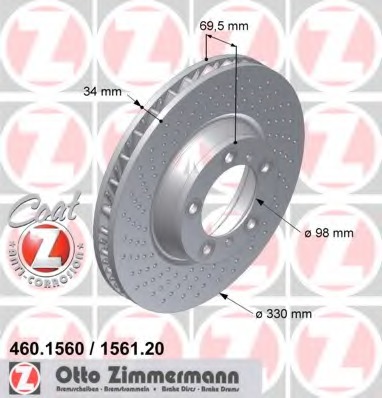 69,5 mm
34 mm
Coat
Z
ANTI-CORROSION
ø 98 mm
ø 330 mm
460.1560 / 1561.20
Z
Otto Zimmermann
Bremsscheiben - Bremstrommeln • Brake Discs - Brake Drums